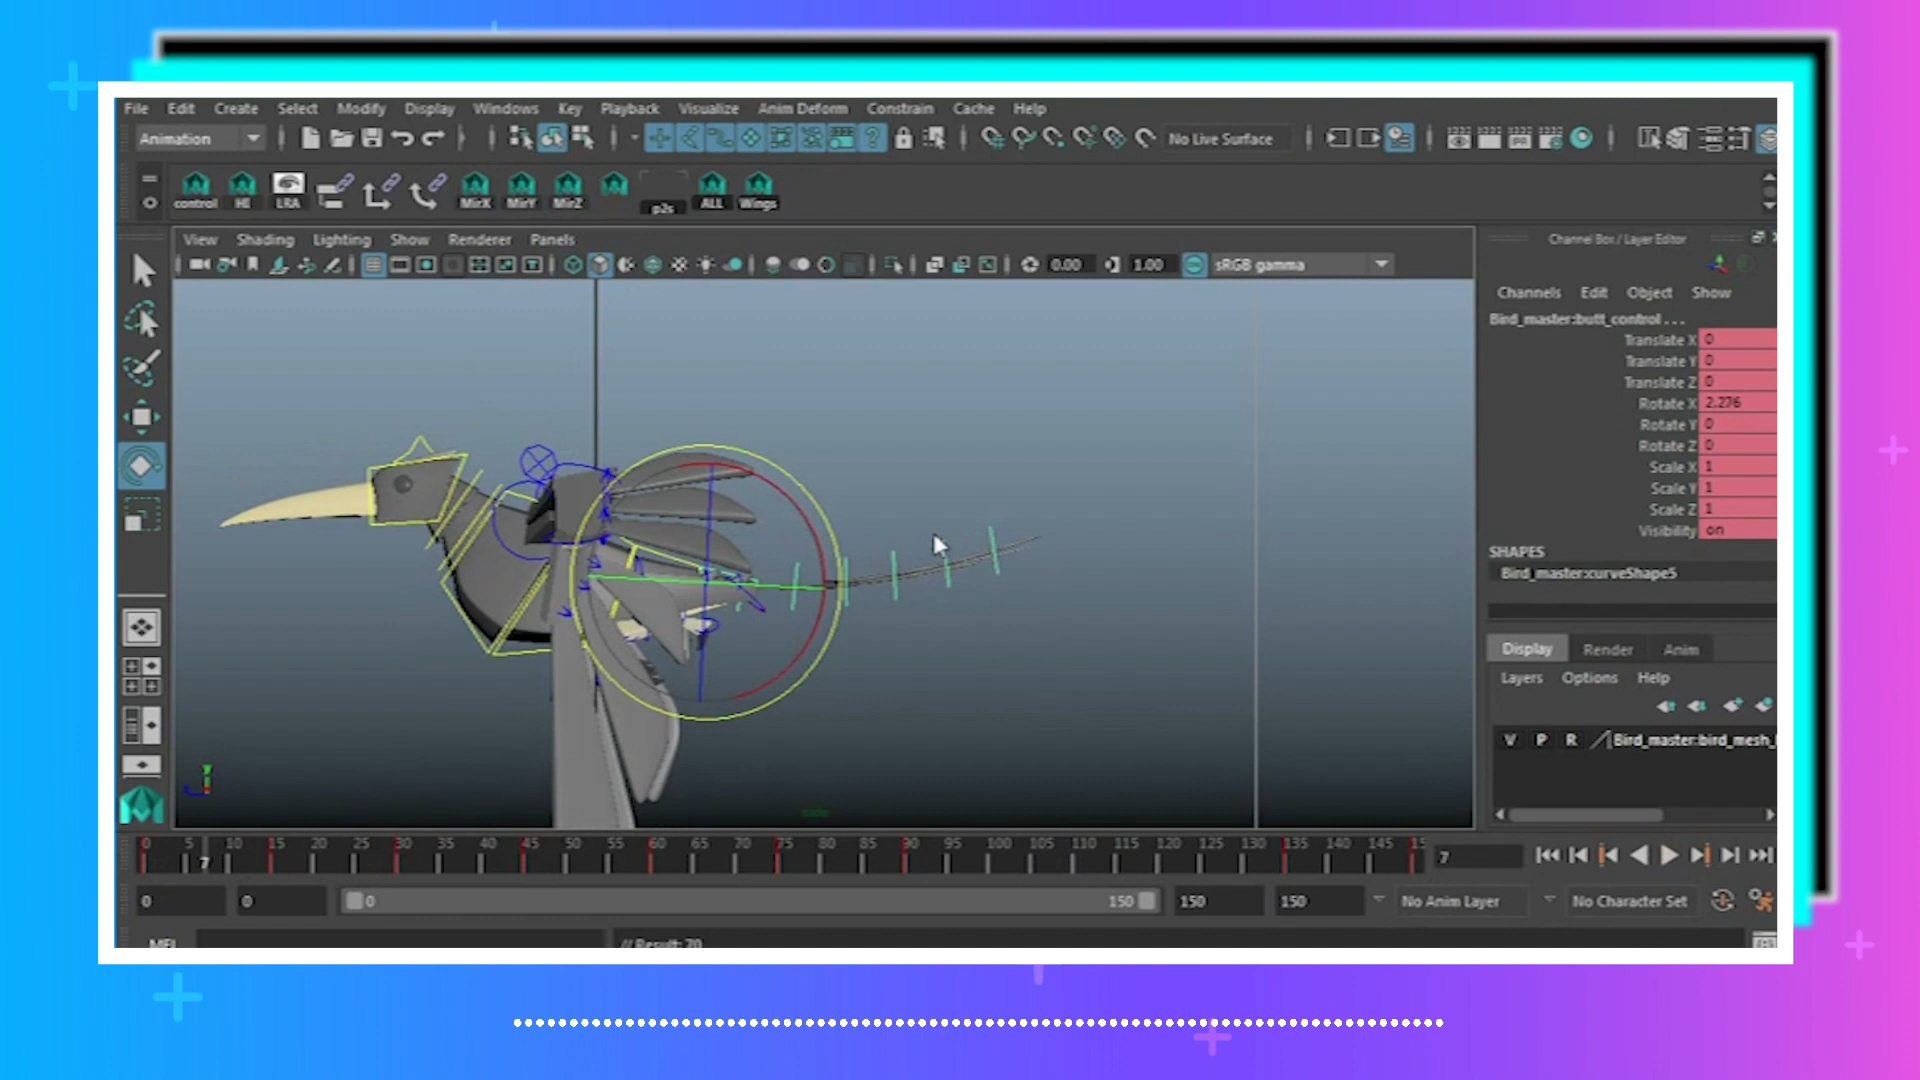 File Edit Create Select Modify Display Windows Key Playback Visualize Anim Deform Constrain Cache Help
Animation No Live Surface
control HI LRA MirX MirY MirZ p2s ALL Wings
View Shading Lighting Show Renderer Panels
0.00 1.00 sRGB gamma
Channel Box / Layer Editor
Channels Edit Object Show
Bird_master:butt_control . . .
Translate X 0
Translate Y 0
Translate Z 0
Rotate X 2.276
Rotate Y 0
Rotate Z 0
Scale X 1
Scale Y 1
Scale Z 1
Visibility on
SHAPES
Bird_master:curveShape5
Display Render Anim
Layers Options Help
V P R Bird_master:bird_mesh_
y
side
0 5 10 15 20 25 30 35 40 45 50 55 60 65 70 75 80 85 90 95 100 105 110 115 120 125 130 135 140 145 15
7 7
0 0 0 150 150 150 No Anim Layer No Character Set
MEL // Result: 70